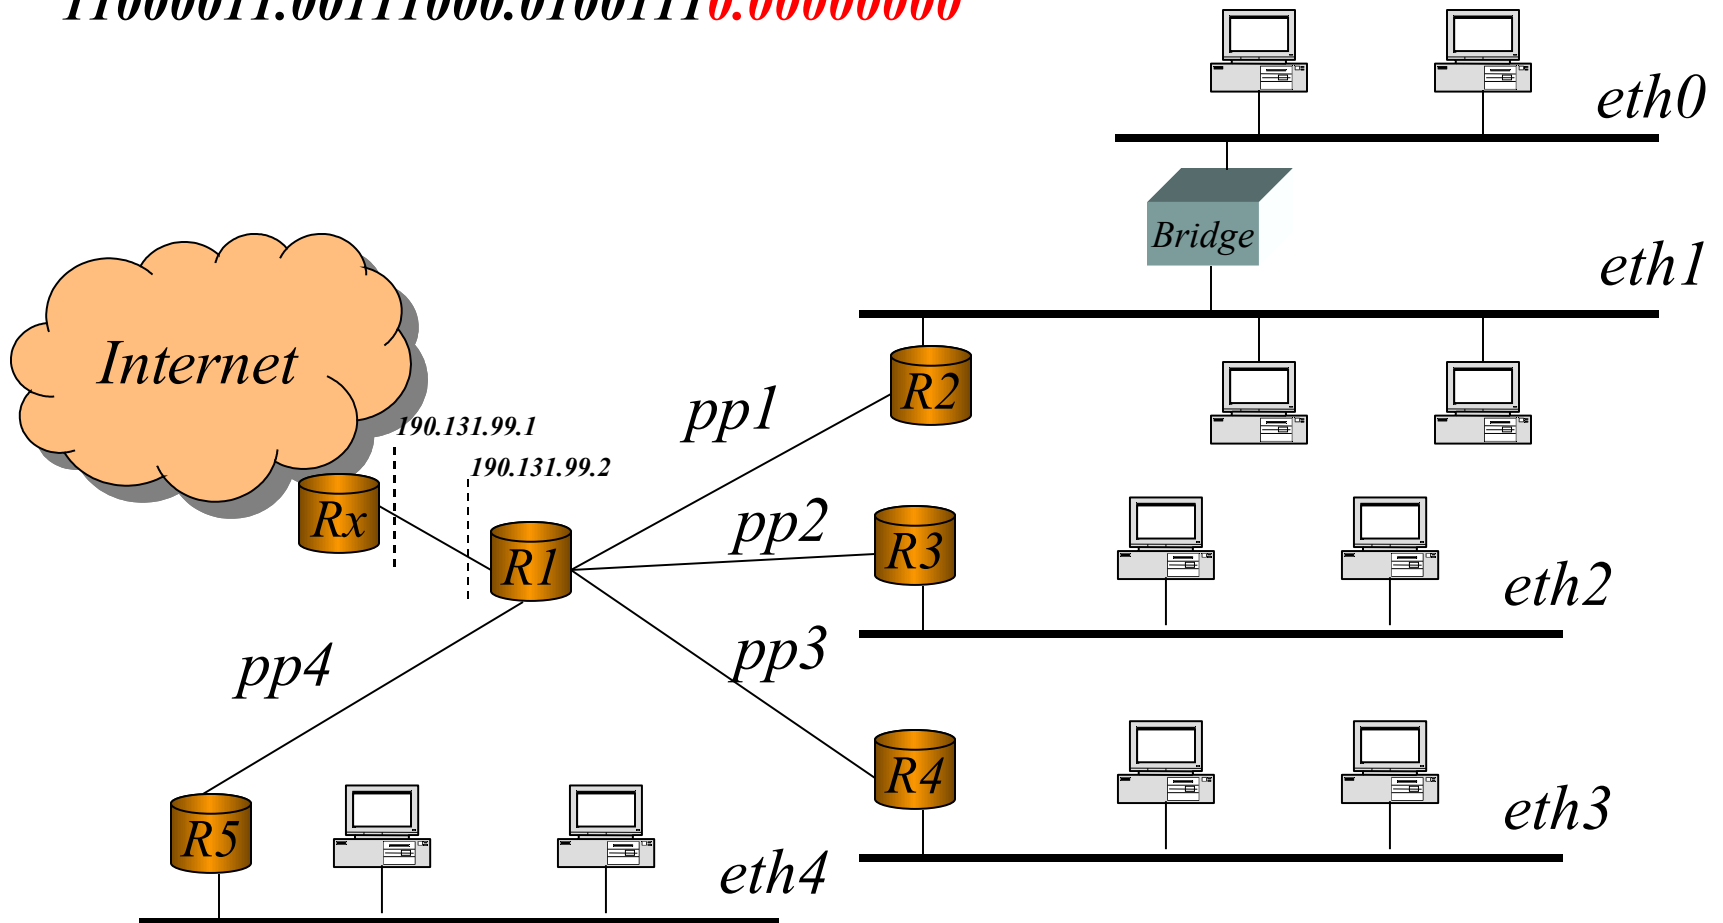 11000011.00111000.01001110.00000000
eth0
Bridge
eth1
Internet
R2
pp1
190.131.99.1
190.131.99.2
Rx
R1
pp2
R3
eth2
pp3
pp4
R4
eth3
R5
eth4